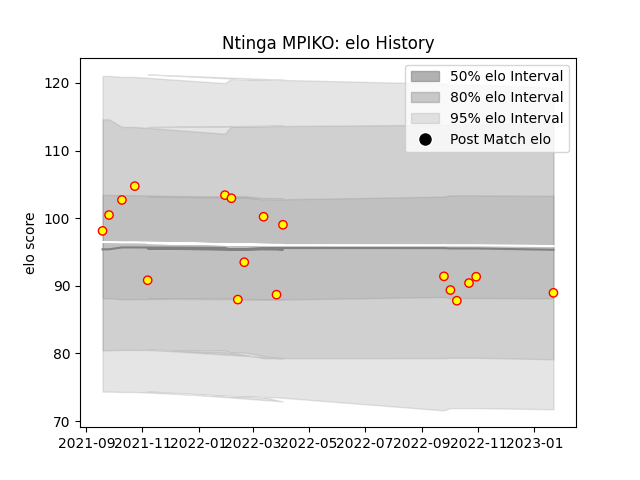 Ntinga MPIKO: elo History
50% elo Interval
80% elo Interval
95% elo Interval
Post Match elo
elo score
120
110
100
90
80
70
2021-09 2021-11 2022-01 2022-03 2022-05 2022-07 2022-09 2022-11 2023-01